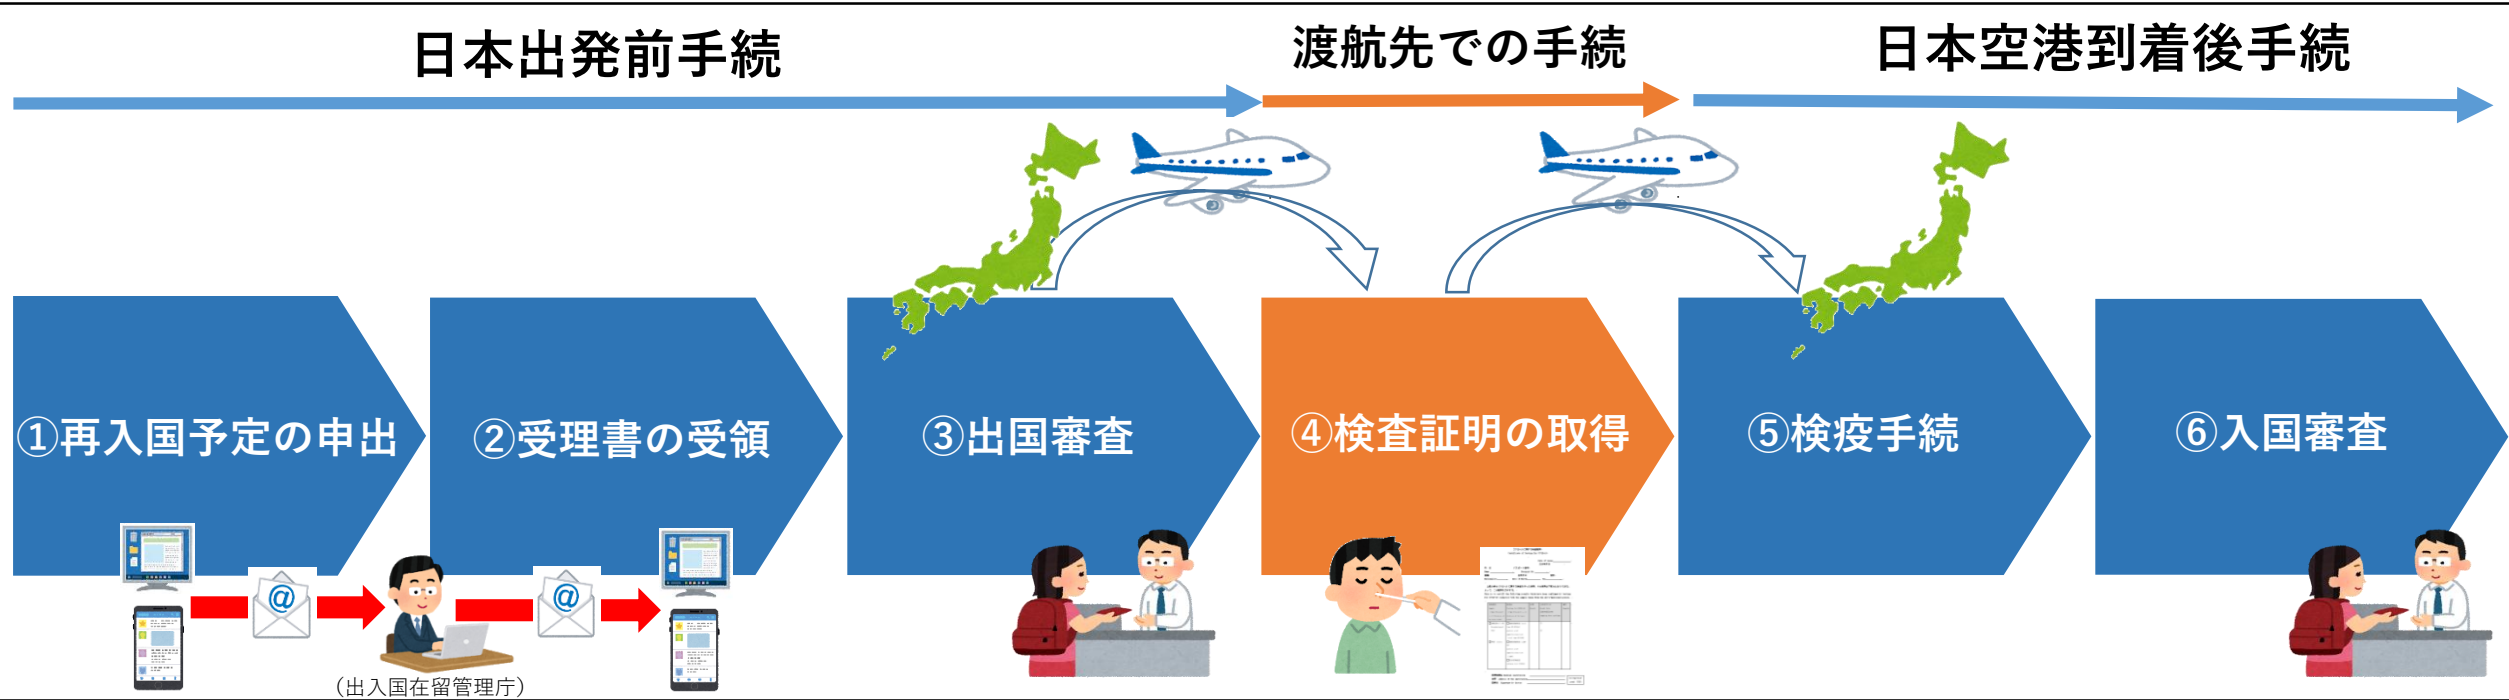 日本出発前手続
渡航先での手続
日本空港到着後手続
①再入国予定の申出
②受理書の受領
③出国審査
④検査証明の取得
⑤検疫手続
⑥入国審査
@
@
（出入国在留管理庁）